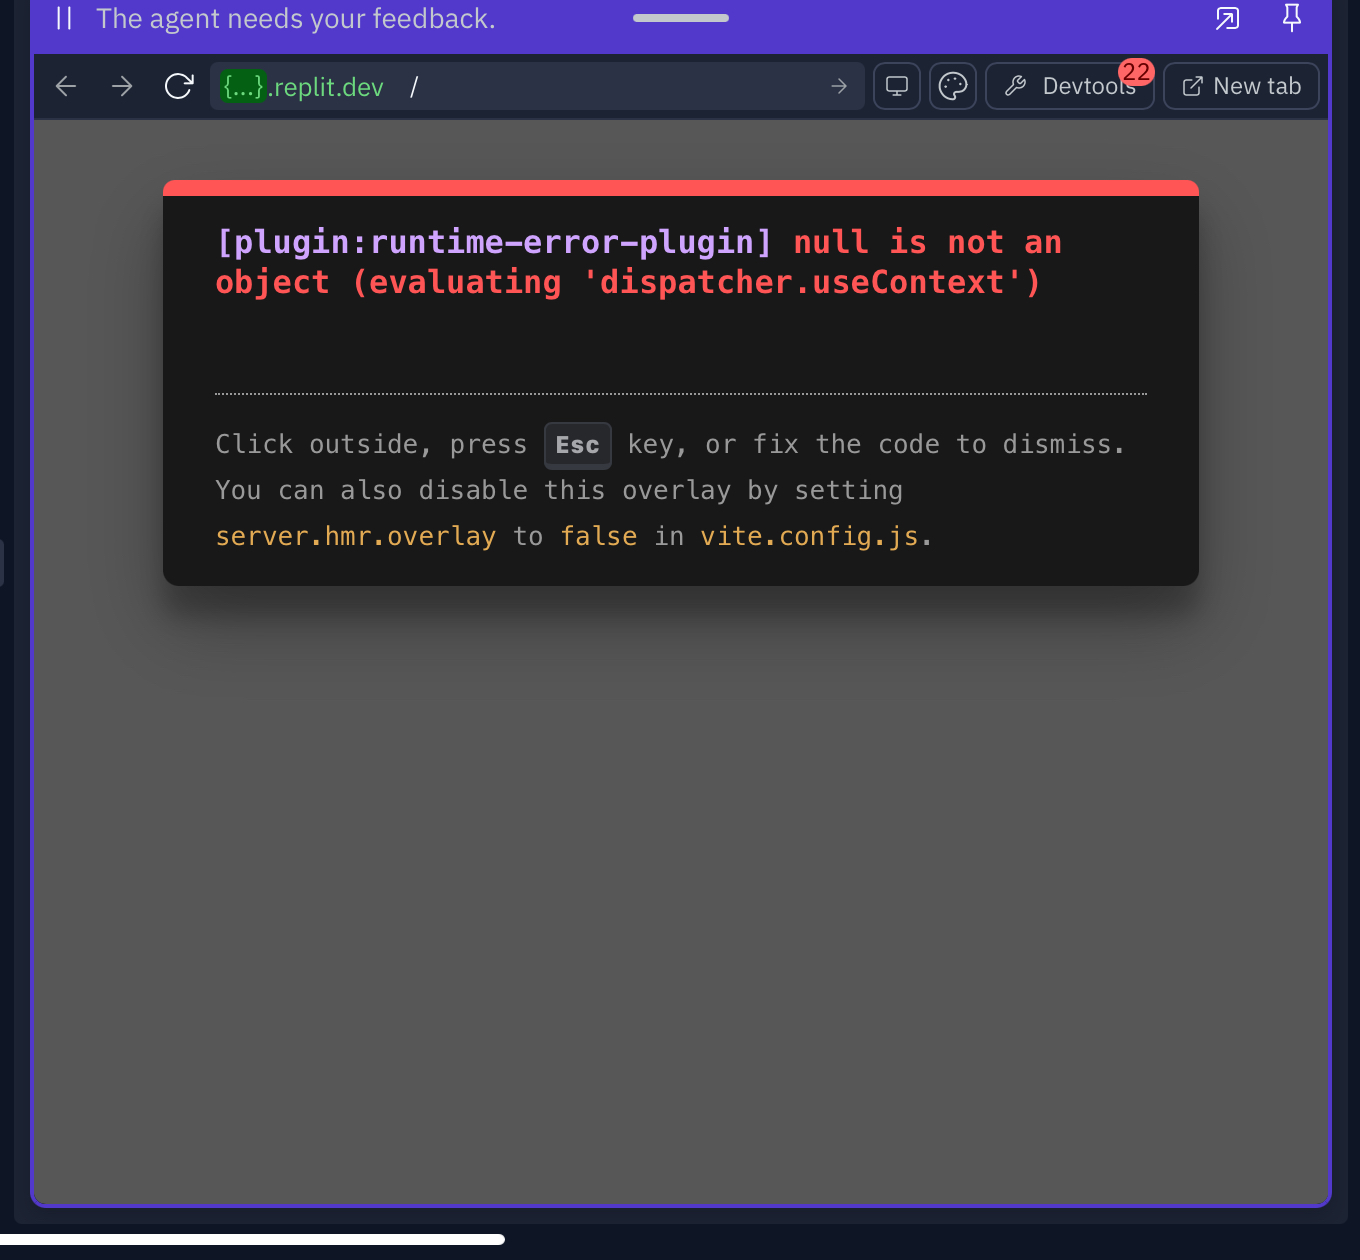 The agent needs your feedback.
{...}.replit.dev /
Devtools
22
New tab
[plugin:runtime-error-plugin] null is not an
object (evaluating 'dispatcher.useContext')
Click outside, press Esc key, or fix the code to dismiss.
You can also disable this overlay by setting
server.hmr.overlay to false in vite.config.js.